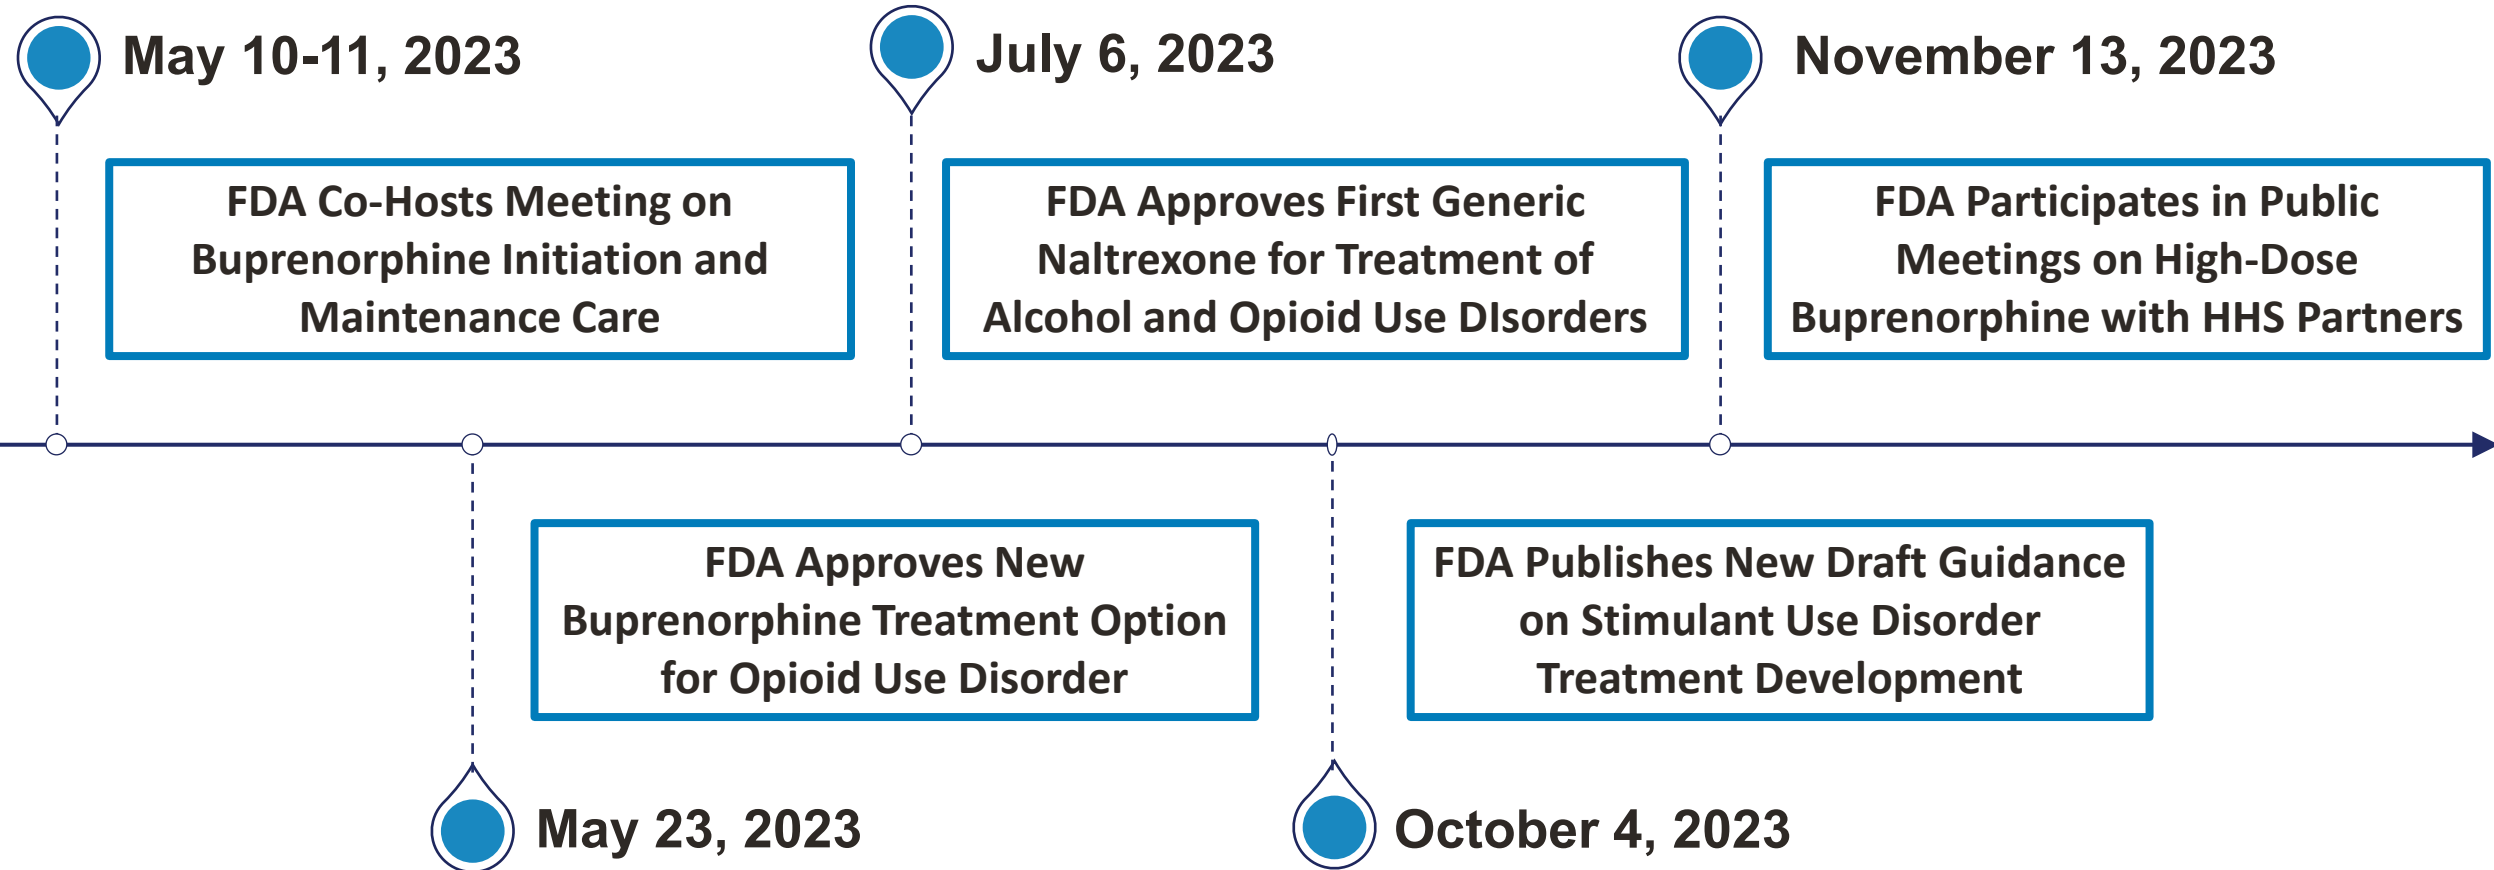 May 10-11, 2023
FDA Co-Hosts Meeting on
Buprenorphine Initiation and
Maintenance Care
July 6, 2023
FDA Approves First Generic
Naltrexone for Treatment of
Alcohol and Opioid Use DIsorders
November 13, 2023
FDA Participates in Public
Meetings on High-Dose
Buprenorphine with HHS Partners
FDA Approves New
Buprenorphine Treatment Option
for Opioid Use Disorder
May 23, 2023
FDA Publishes New Draft Guidance
on Stimulant Use Disorder
Treatment Development
October 4, 2023